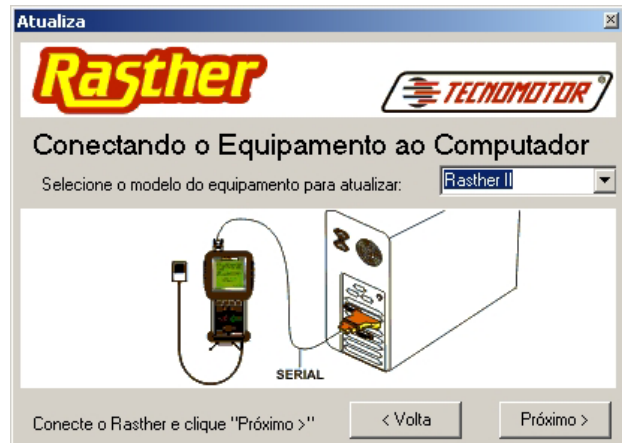 Atualiza
Rasther
TECNOMOTOR
Conectando o Equipamento ao Computador
Selecione o modelo do equipamento para atualizar: Rasther II
SERIAL
Conecte o Rasther e clique "Próximo >" < Volta Próximo >